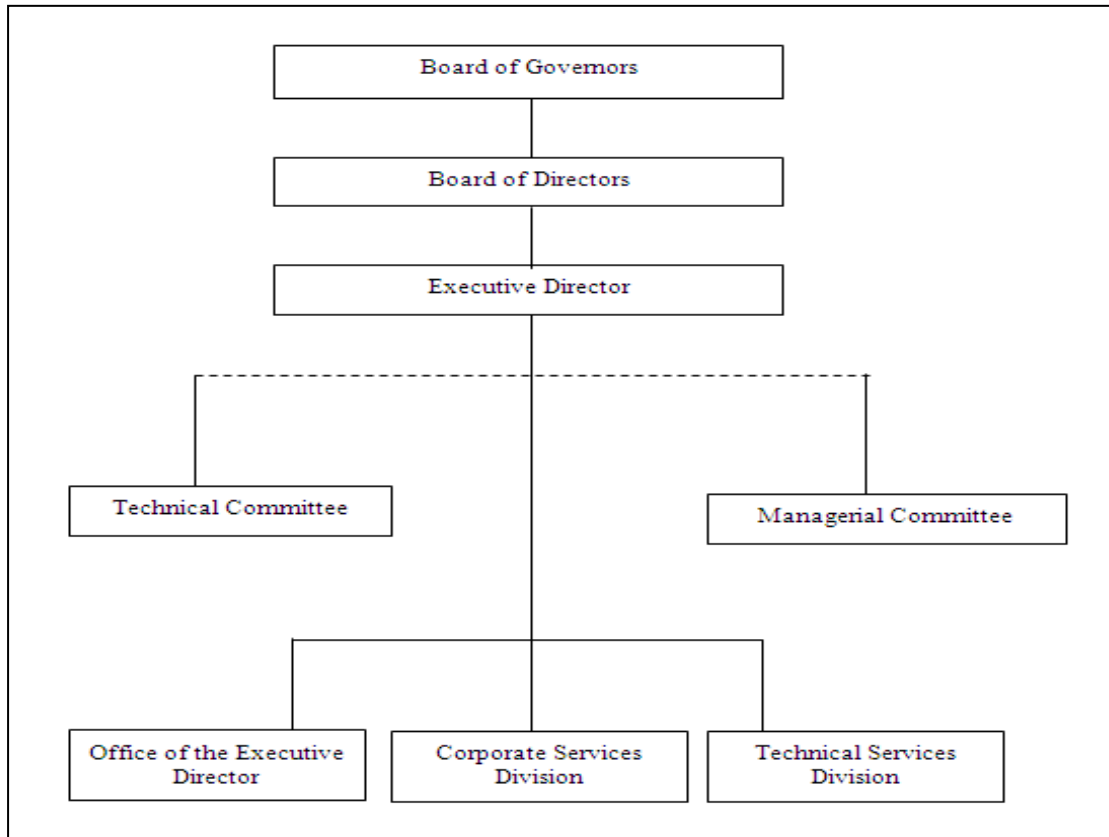 Board of Governors
Board of Directors
Executive Director
Technical Committee
Managerial Committee
Office of the Executive
Director
Corporate Services
Division
Technical Services
Division